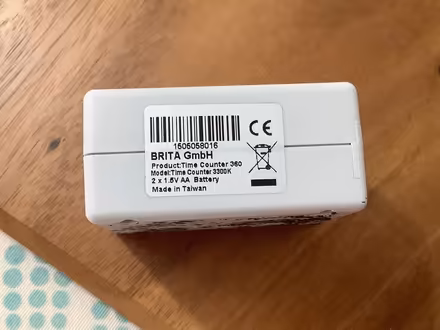 1505058016
BRITA GmbH
Product:Time Counter 360
Model:Time Counter 3300K
2 x 1.5V AA Battery
Made in Taiwan
CE